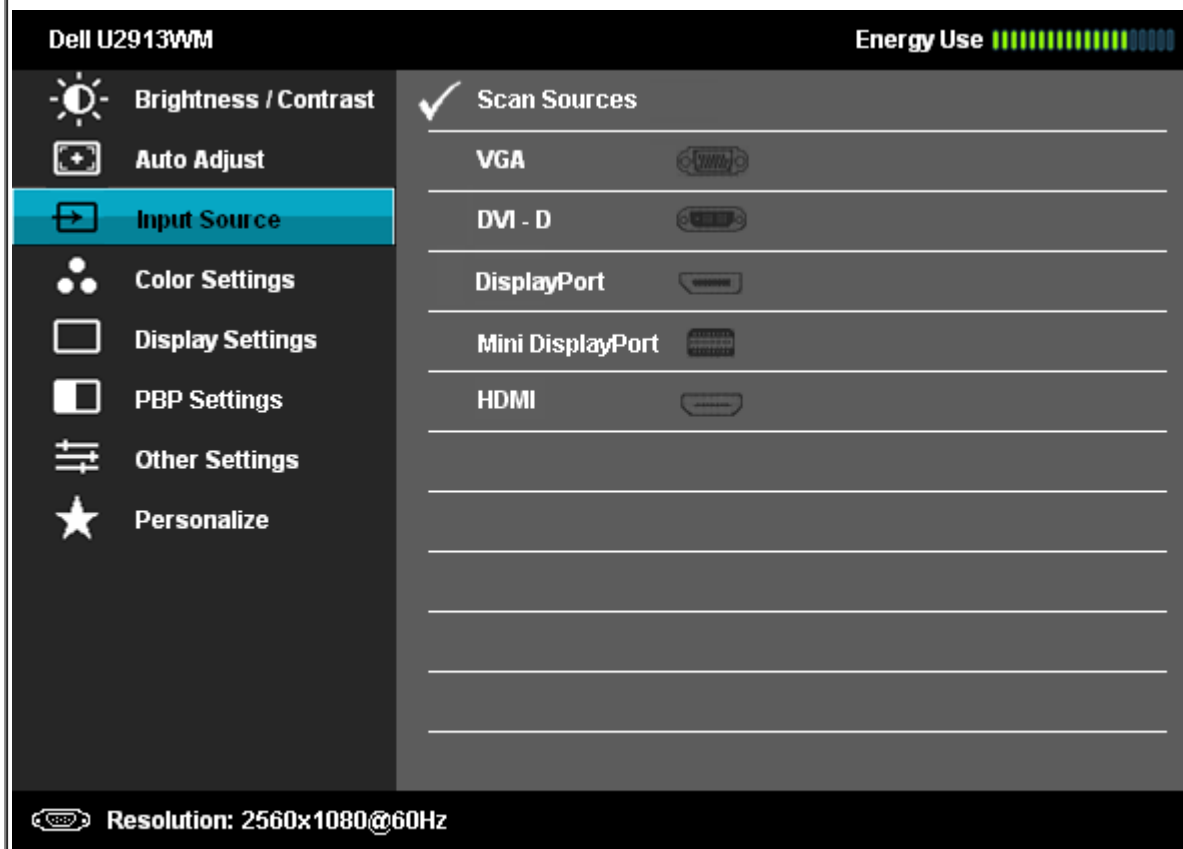 Dell U2913WM
Energy Use
Brightness / Contrast
Auto Adjust
Input Source
Color Settings
Display Settings
PBP Settings
Other Settings
Personalize
Scan Sources
VGA
DVI - D
DisplayPort
Mini DisplayPort
HDMI
Resolution: 2560x1080@60Hz